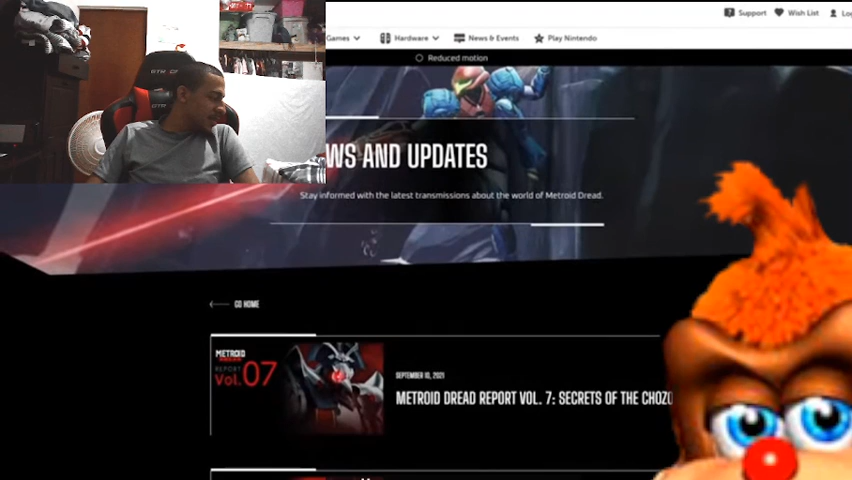 Support
Wish List
Games
Hardware
News & Events
Play Nintendo
Reduced motion
WS AND UPDATES
Stay informed with the latest transmissions about the world of Metroid Dread.
GO HOME
METROID
REPORT
Vol.07
SEPTEMBER 10, 2021
METROID DREAD REPORT VOL. 7: SECRETS OF THE CHOZO